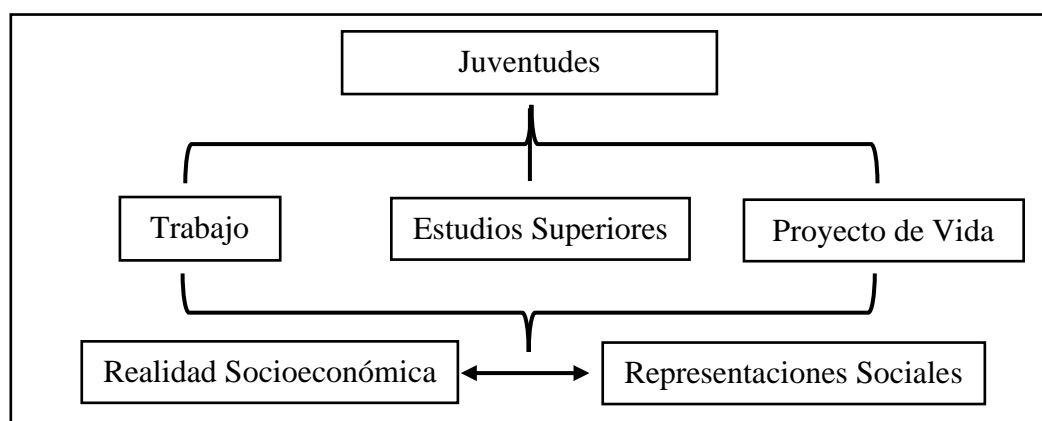 Juventudes
Trabajo
Estudios Superiores
Proyecto de Vida
Realidad Socioeconómica
Representaciones Sociales